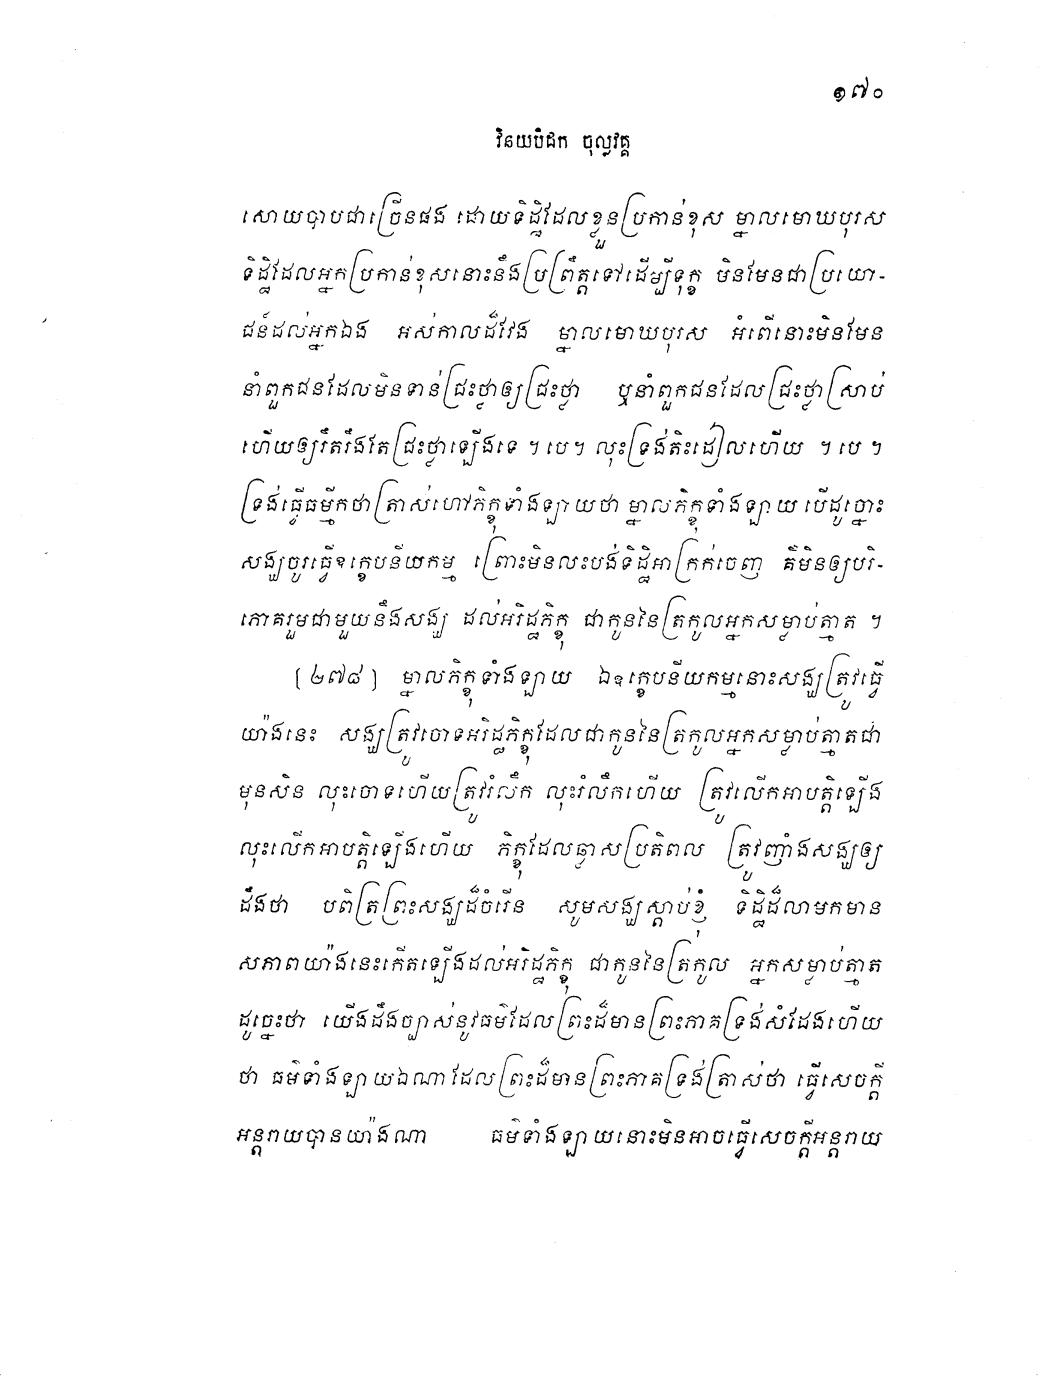 ១៧០
វិនយបិដក ចុល្លវគ្គ
សោយបាបជាច្រើនផង ដោយទិដ្ឋិដែលខ្លួនប្រកាន់ខុស ម្នាលមោឃបុរស
ទិដ្ឋិដែលអ្នកប្រកាន់ខុសនោះនឹងប្រព្រឹត្តទៅដើម្បីទុក្ខ មិនមែនជាប្រយោ-
ជន៍ដល់អ្នកឯង អស់កាលដ៏វែង ម្នាលមោឃបុរស អំពើនោះមិនមែន
នាំពួកជនដែលមិនទាន់ជ្រះថ្លាឲ្យជ្រះថ្លា ឬនាំពួកជនដែលជ្រះថ្លាស្រាប់
ហើយឲ្យរឹតរឹងតែជ្រះថ្លាឡើងទេ ។ បេ។ លុះទ្រង់តិះដៀលហើយ ។ បេ ។
ទ្រង់ធ្វើធម្មីកថាត្រាស់ហៅភិក្ខុទាំងឡាយថា ម្នាលភិក្ខុទាំងឡាយ បើដូច្នោះ
សង្ឃចូរធ្វើឧក្ខេបនីយកម្ម ព្រោះមិនលះបង់ទិដ្ឋិអាក្រក់ចេញ គឺមិនឲ្យបរិ-
ភោគរួមជាមួយនឹងសង្ឃ ដល់អរិដ្ឋភិក្ខុ ជាកូននៃត្រកូលអ្នកសម្លាប់ត្មាត ។
[២៧៨] ម្នាលភិក្ខុទាំងឡាយ ឯឧក្ខេបនីយកម្មនោះសង្ឃត្រូវធ្វើ
យ៉ាងនេះ សង្ឃត្រូវចោទអរិដ្ឋភិក្ខុដែលជាកូននៃត្រកូលអ្នកសម្លាប់ត្មាតជា
មុនសិន លុះចោទហើយត្រូវរំលឹក លុះរំលឹកហើយ ត្រូវលើកអាបត្តិឡើង
លុះលើកអាបត្តិឡើងហើយ ភិក្ខុដែលឆ្លាសប្រតិពល ត្រូវញ៉ាំងសង្ឃឲ្យ
ដឹងថា បពិត្រព្រះសង្ឃដ៏ចំរើន សូមសង្ឃស្តាប់ខ្ញុំ ទិដ្ឋិដ៏លាមកមាន
សភាពយ៉ាងនេះកើតឡើងដល់អរិដ្ឋភិក្ខុ ជាកូននៃត្រកូល អ្នកសម្លាប់ត្មាត
ដូច្នេះថា យើងដឹងច្បាស់នូវធម៌ដែលព្រះដ៏មានព្រះភាគទ្រង់សំដែងហើយ
ថា ធម៌ទាំងឡាយឯណាដែលព្រះដ៏មានព្រះភាគទ្រង់ត្រាស់ថា ធ្វើសេចក្តី
អន្តរាយបានយ៉ាងណា ធម៌ទាំងឡាយនោះមិនអាចធ្វើសេចក្តីអន្តរាយ